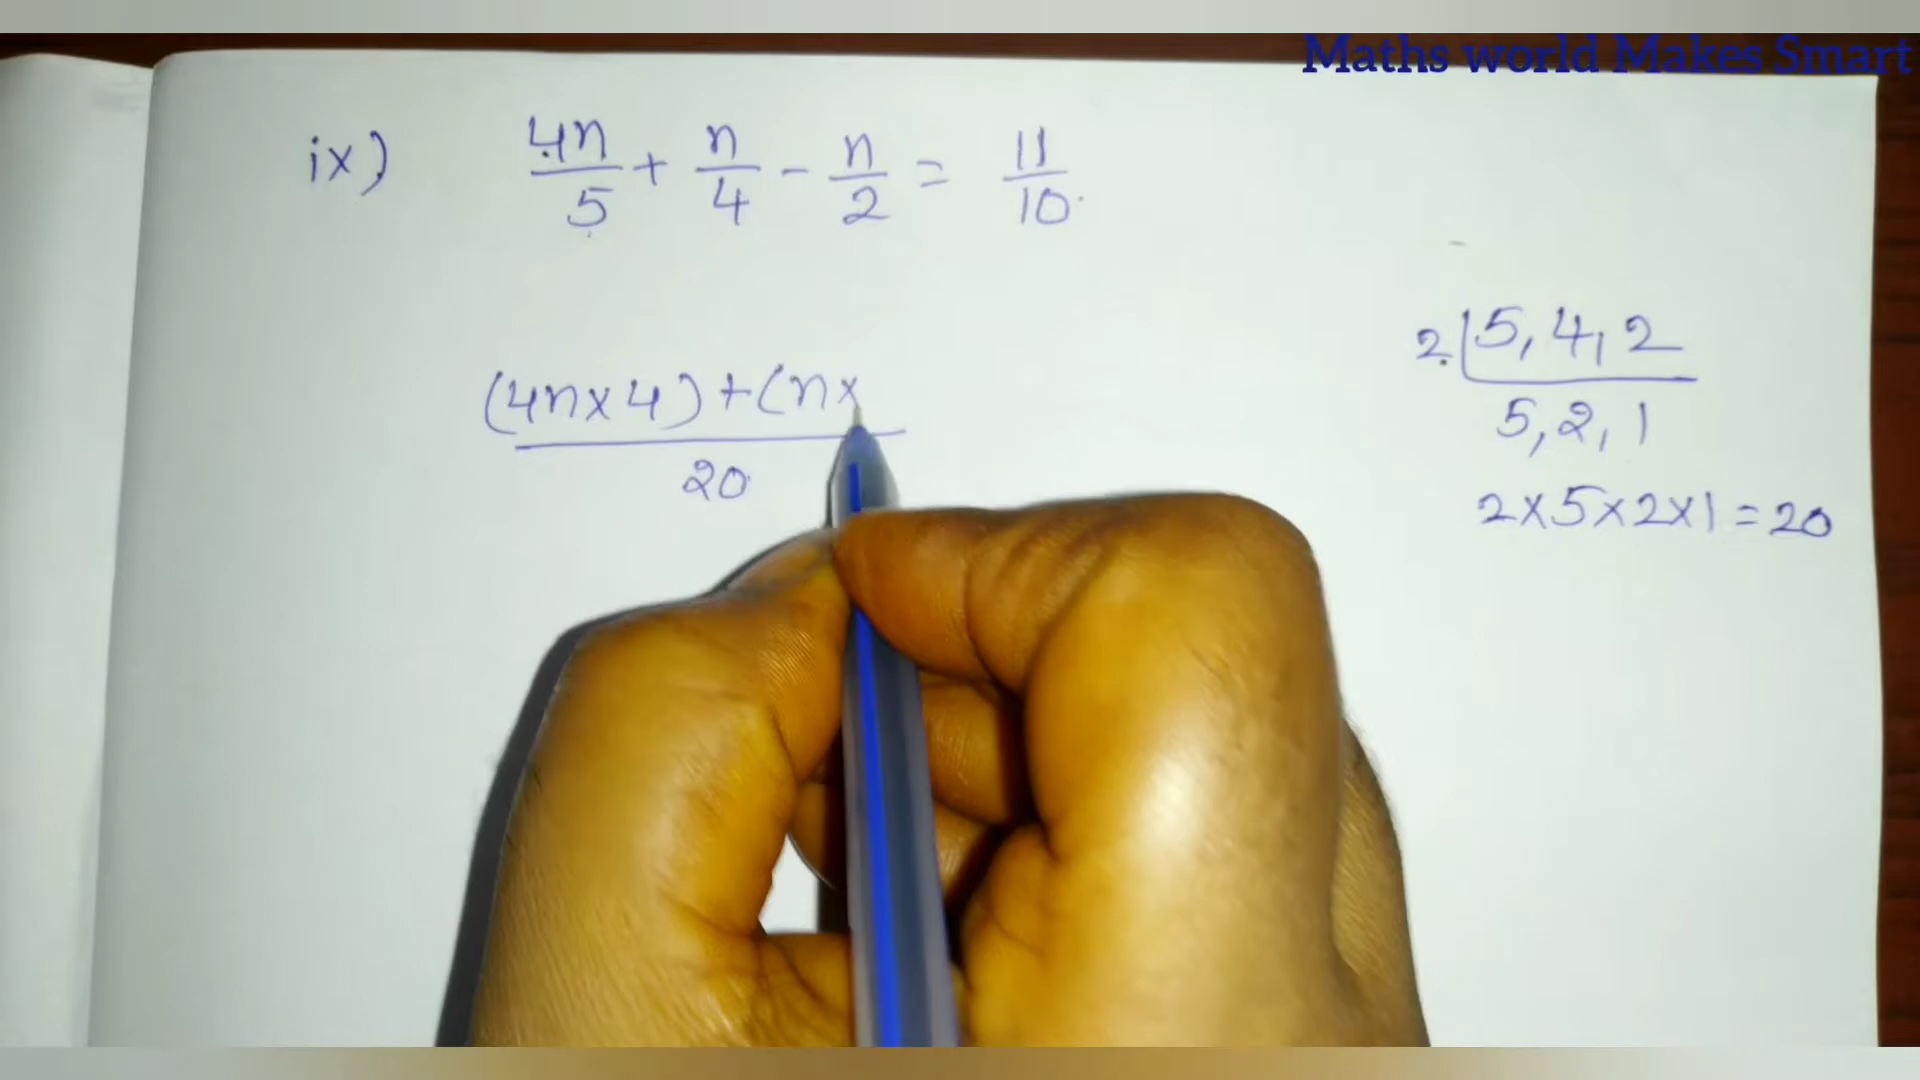 Maths world Makes Smart
ix) 4n/5 + n/4 - n/2 = 11/10
(4n×4)+(n×
20
2 5, 4, 2
5, 2, 1
2×5×2×1=20